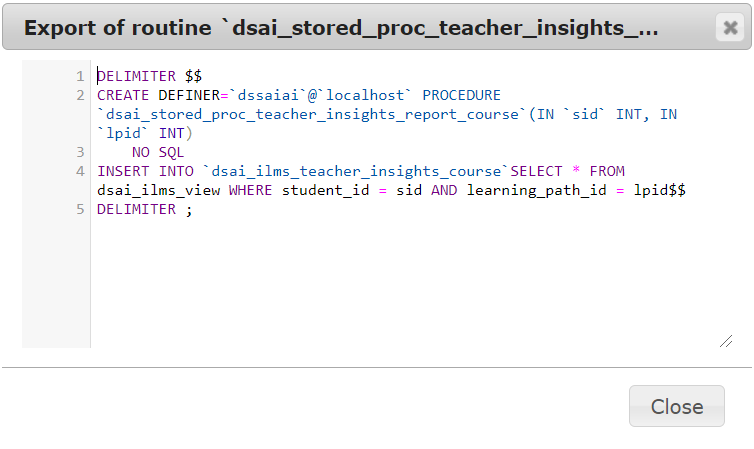 Export of routine `dsai_stored_proc_teacher_insights_...
1 DELIMITER $$
2 CREATE DEFINER=`dssaiai`@`localhost` PROCEDURE
`dsai_stored_proc_teacher_insights_report_course`(IN `sid` INT, IN
`lpid` INT)
3     NO SQL
4 INSERT INTO `dsai_ilms_teacher_insights_course`SELECT * FROM
dsai_ilms_view WHERE student_id = sid AND learning_path_id = lpid$$
5 DELIMITER ;
Close